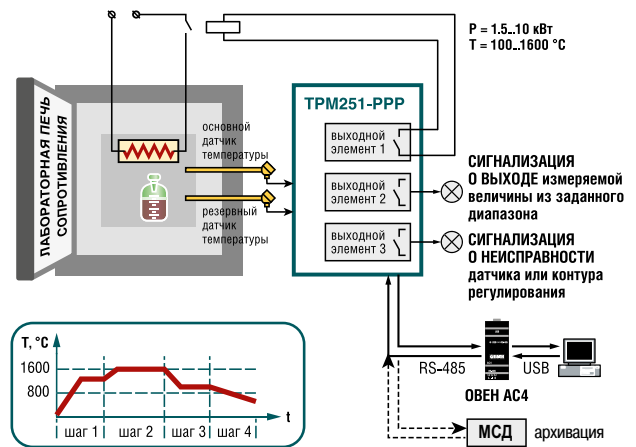 P = 1.5..10 кВт
T = 100..1600 °C
ТРМ251-РРР
ЛАБОРАТОРНАЯ ПЕЧЬ
СОПРОТИВЛЕНИЯ
основной
датчик
температуры
резервный
датчик
температуры
выходной
элемент 1
выходной
элемент 2
выходной
элемент 3
СИГНАЛИЗАЦИЯ
О ВЫХОДЕ измеряемой
величины из заданного
диапазона
СИГНАЛИЗАЦИЯ
О НЕИСПРАВНОСТИ
датчика или контура
регулирования
RS-485
USB
ОВЕН АС4
МСД
архивация
T, °C
1600
800
t
шаг 1
шаг 2
шаг 3
шаг 4